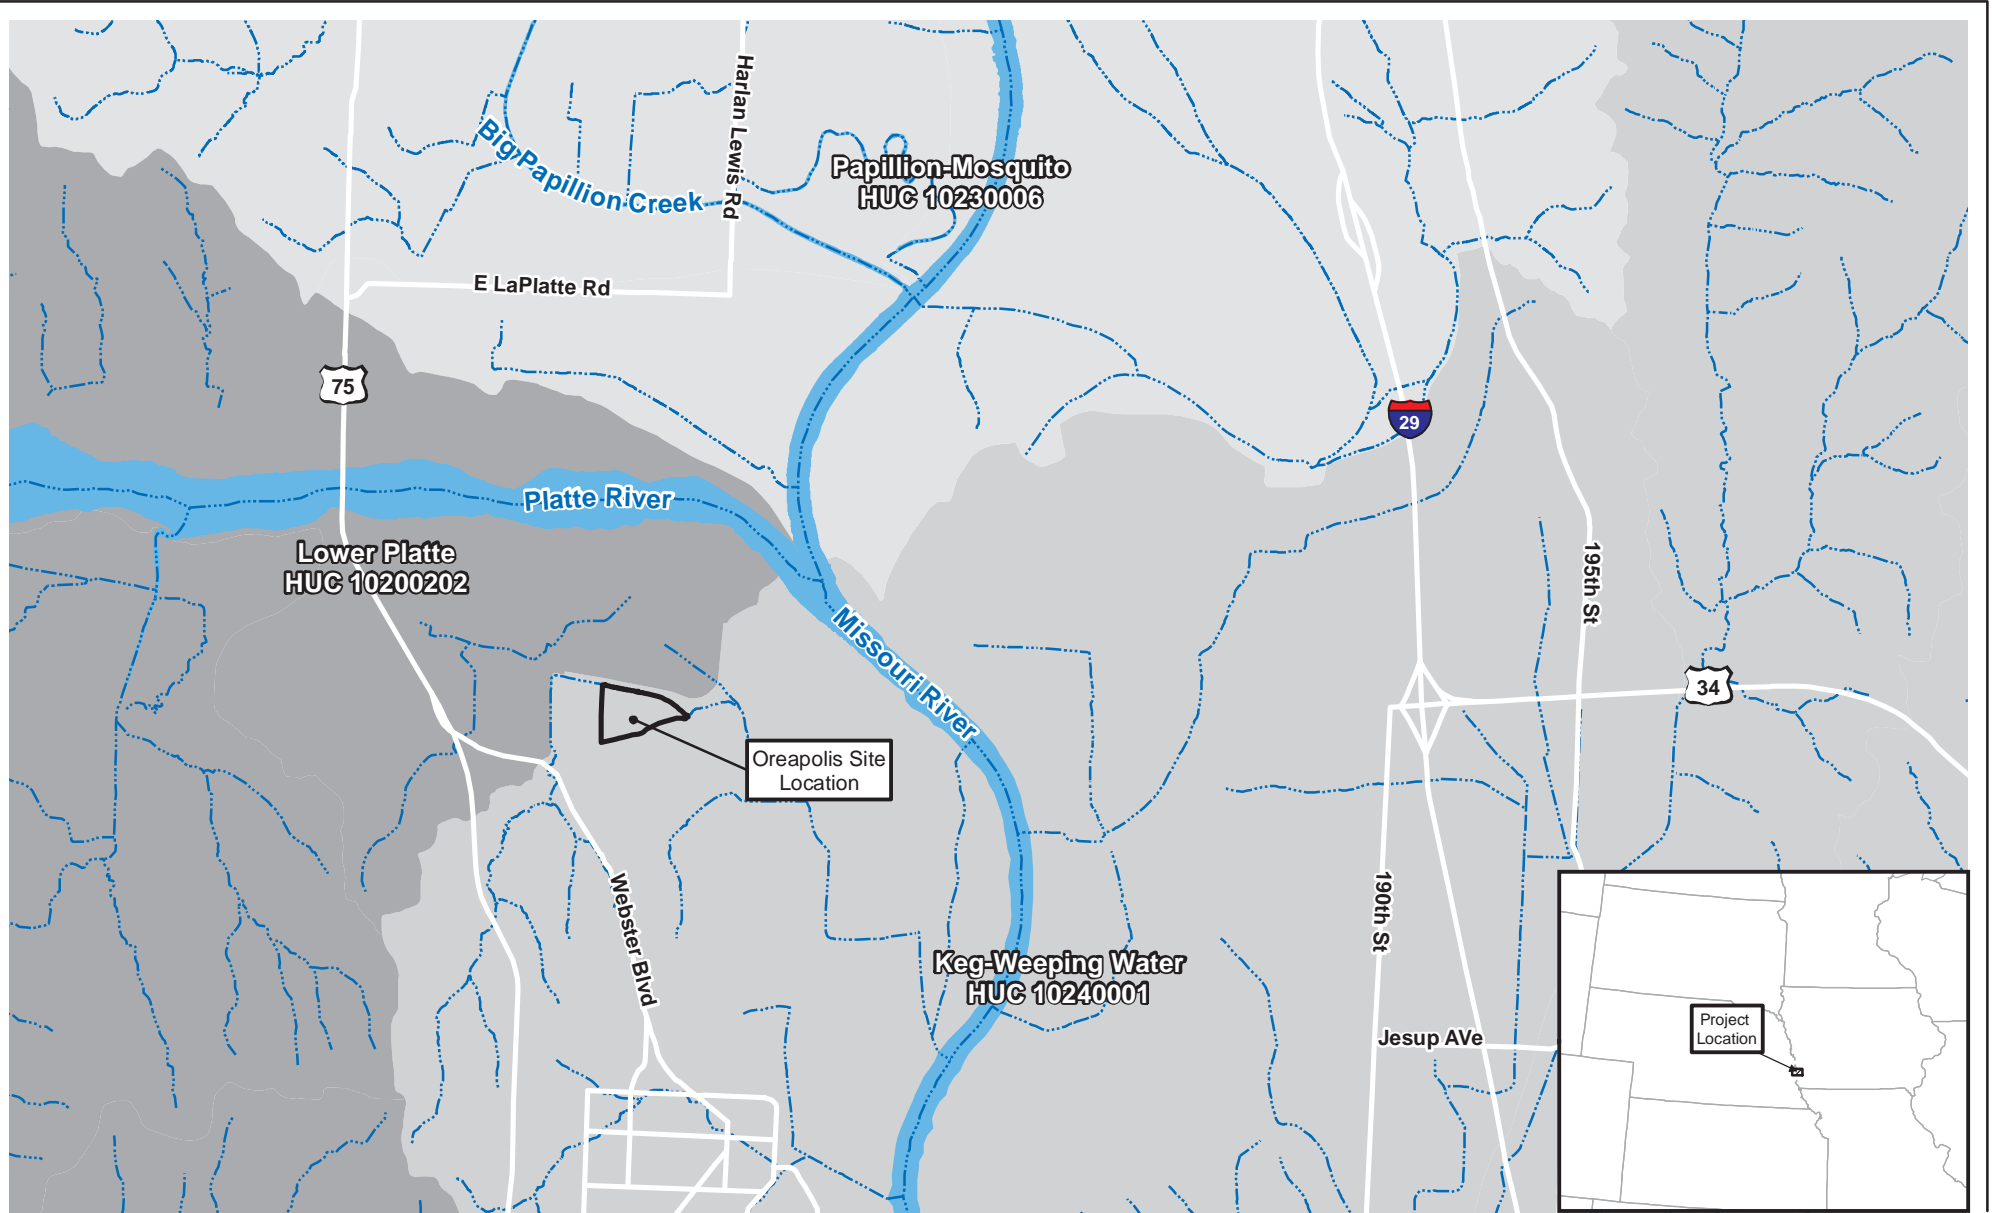 Harlan Lewis Rd
Big Papillion Creek
Papillion-Mosquito
HUC 10230006
E LaPlatte Rd
75
29
Platte River
Lower Platte
HUC 10200202
195th St
Missouri River
34
Oreapolis Site
Location
Webster Blvd
190th St
Keg-Weeping Water
HUC 10240001
Jesup AVe
Project
Location